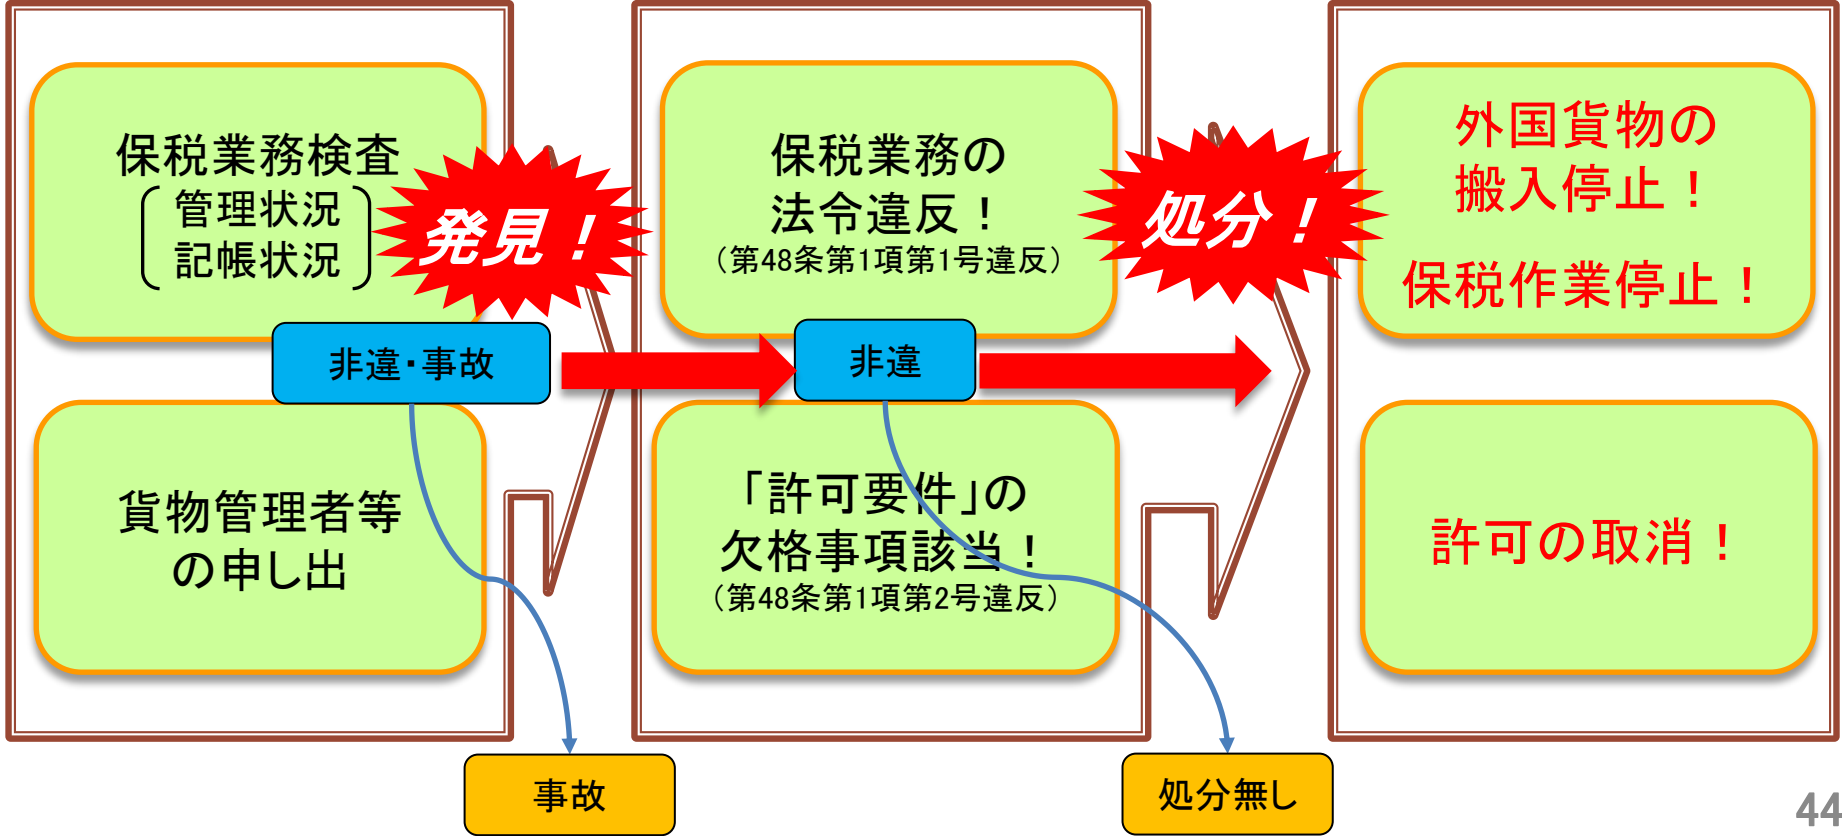 保税業務検査
管理状況
記帳状況
発見！
非違・事故
貨物管理者等
の申し出
事故
保税業務の
法令違反！
（第48条第1項第1号違反）
処分！
非違
「許可要件」の
欠格事項該当！
（第48条第1項第2号違反）
処分無し
外国貨物の
搬入停止！
保税作業停止！
許可の取消！
44